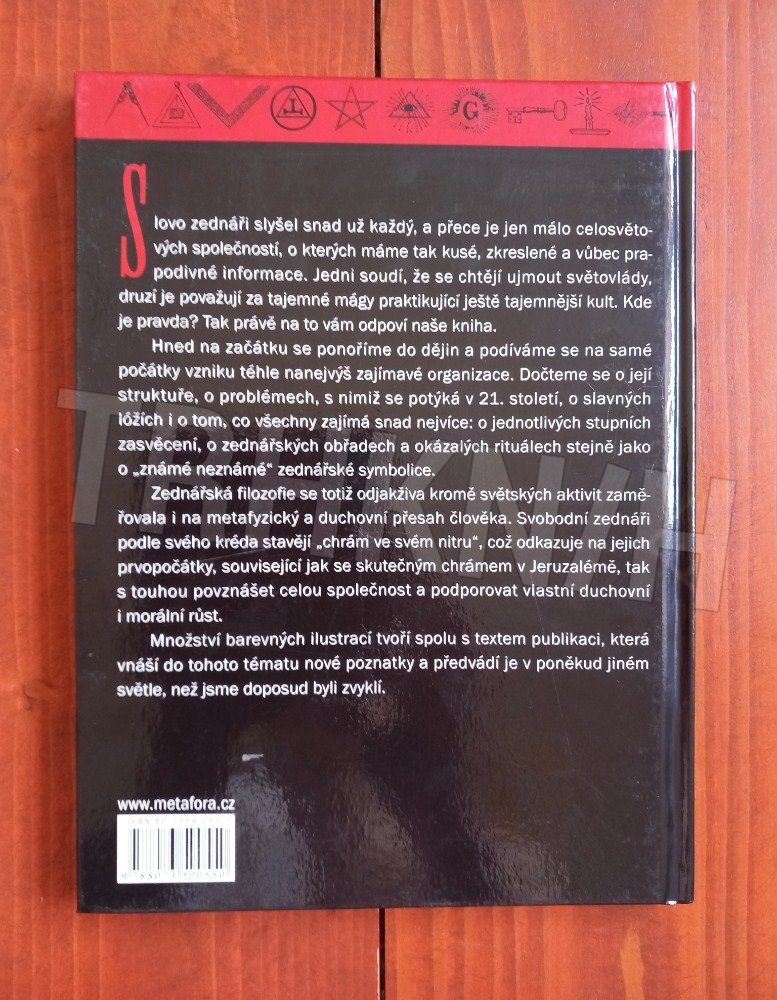 G
Slovo zednáři slyšel snad už každý, a přece je jen málo celosvěto-
vých společností, o kterých máme tak kusé, zkreslené a vůbec pra-
podivné informace. Jedni soudí, že se chtějí ujmout světovlády,
druzí je považují za tajemné mágy praktikující ještě tajemnější kult. Kde
je pravda? Tak právě na to vám odpoví naše kniha.
Hned na začátku se ponoříme do dějin a podíváme se na samé
počátky vzniku téhle nanejvýš zajímavé organizace. Dočteme se o její
struktuře, o problémech, s nimiž se potýká v 21. století, o slavných
lóžích i o tom, co všechny zajímá snad nejvíce: o jednotlivých stupních
zasvěcení, o zednářských obřadech a okázalých rituálech stejně jako
o „známé neznámé“ zednářské symbolice.
Zednářská filozofie se totiž odjakživa kromě světských aktivit zamě-
řovala i na metafyzický a duchovní přesah člověka. Svobodní zednáři
podle svého kréda stavějí „chrám ve svém nitru“, což odkazuje na jejich
prvopočátky, související jak se skutečným chrámem v Jeruzalémě, tak
s touhou povznášet celou společnost a podporovat vlastní duchovní
i morální růst.
Množství barevných ilustrací tvoří spolu s textem publikaci, která
vnáší do tohoto tématu nové poznatky a předvádí je v poněkud jiném
světle, než jsme doposud byli zvyklí.
www.metafora.cz